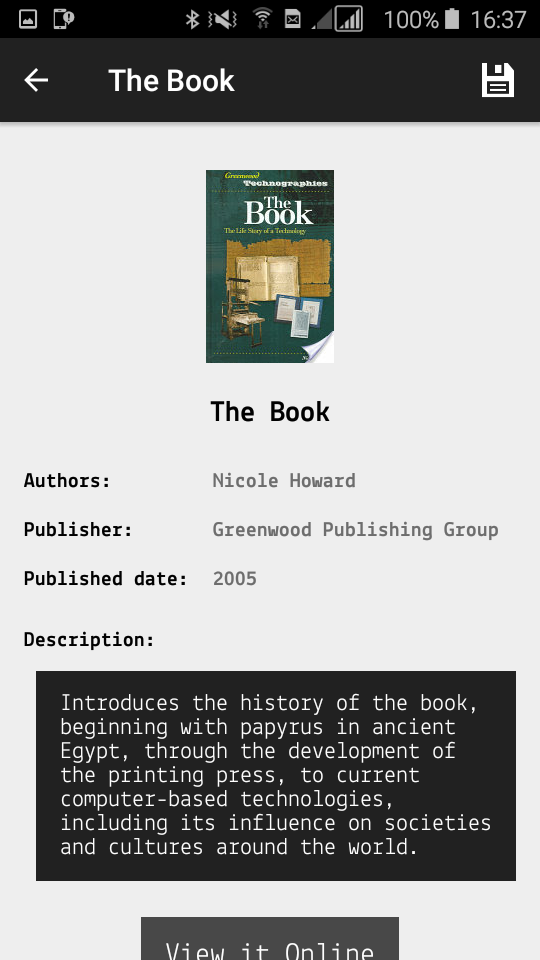 100% 16:37
The Book
Greenwood
Technographies
The
Book
The Life Story of a Technology
The Book
Authors: Nicole Howard
Publisher: Greenwood Publishing Group
Published date: 2005
Description:
Introduces the history of the book,
beginning with papyrus in ancient
Egypt, through the development of
the printing press, to current
computer-based technologies,
including its influence on societies
and cultures around the world.
View it Online